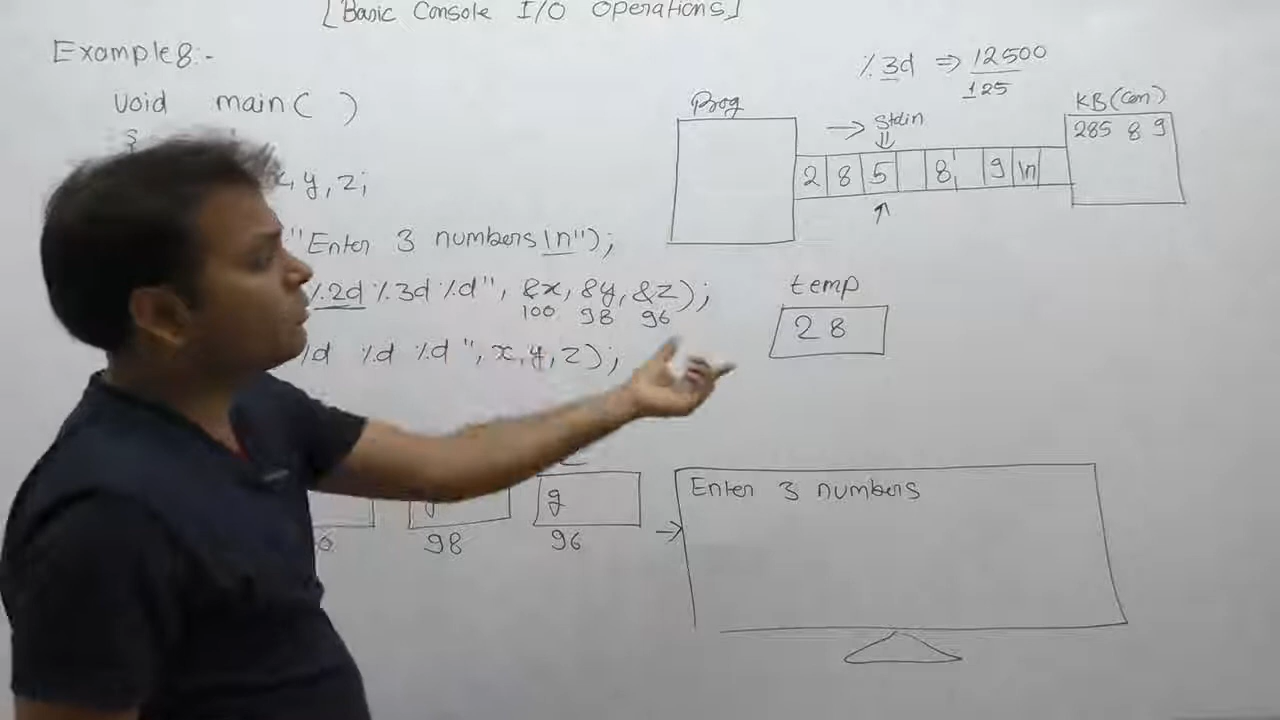 [Basic Console I/O Operations]
Example 8:-
void main( )
{
, y, z;
"Enter 3 numbers\n");
%2d %3d %d", &x, &y, &z);
100 98 96
%d %d %d", x, y, z);
g
98 96
%3d => 12500
125
Prog
Stdin
KB(Con)
285 8 9
2 8 5 8 9 \n
temp
2 8
Enter 3 numbers